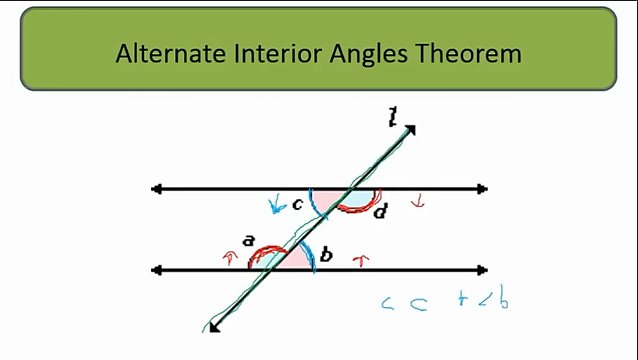 Alternate Interior Angles Theorem
l
c
d
a
b
< c + < b